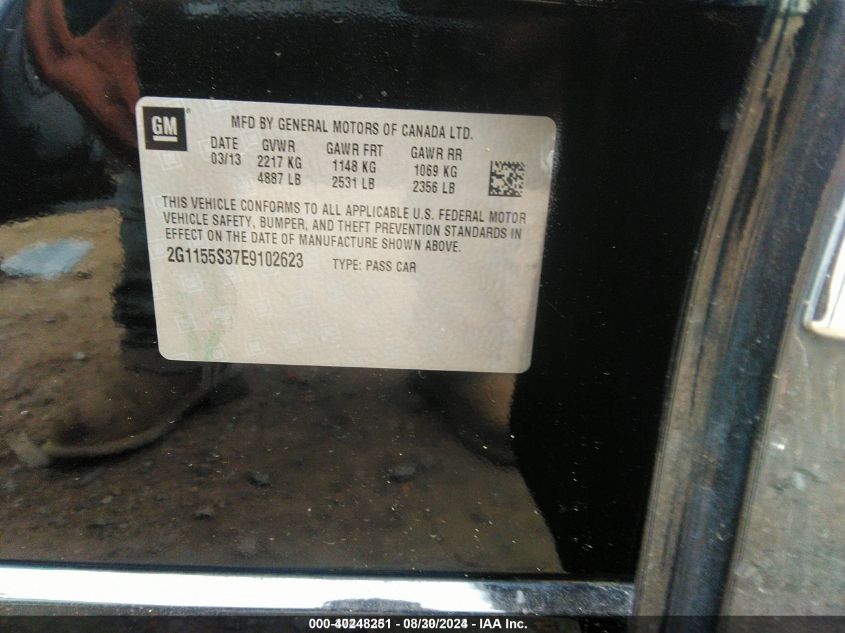 GM ®
MFD BY GENERAL MOTORS OF CANADA LTD.
DATE GVWR GAWR FRT GAWR RR
03/13 2217 KG 1148 KG 1069 KG
4887 LB 2531 LB 2356 LB
THIS VEHICLE CONFORMS TO ALL APPLICABLE U.S. FEDERAL MOTOR
VEHICLE SAFETY, BUMPER, AND THEFT PREVENTION STANDARDS IN
EFFECT ON THE DATE OF MANUFACTURE SHOWN ABOVE.
2G1155S37E9102623 TYPE: PASS CAR
000-40248251 - 08/30/2024 - IAA Inc.